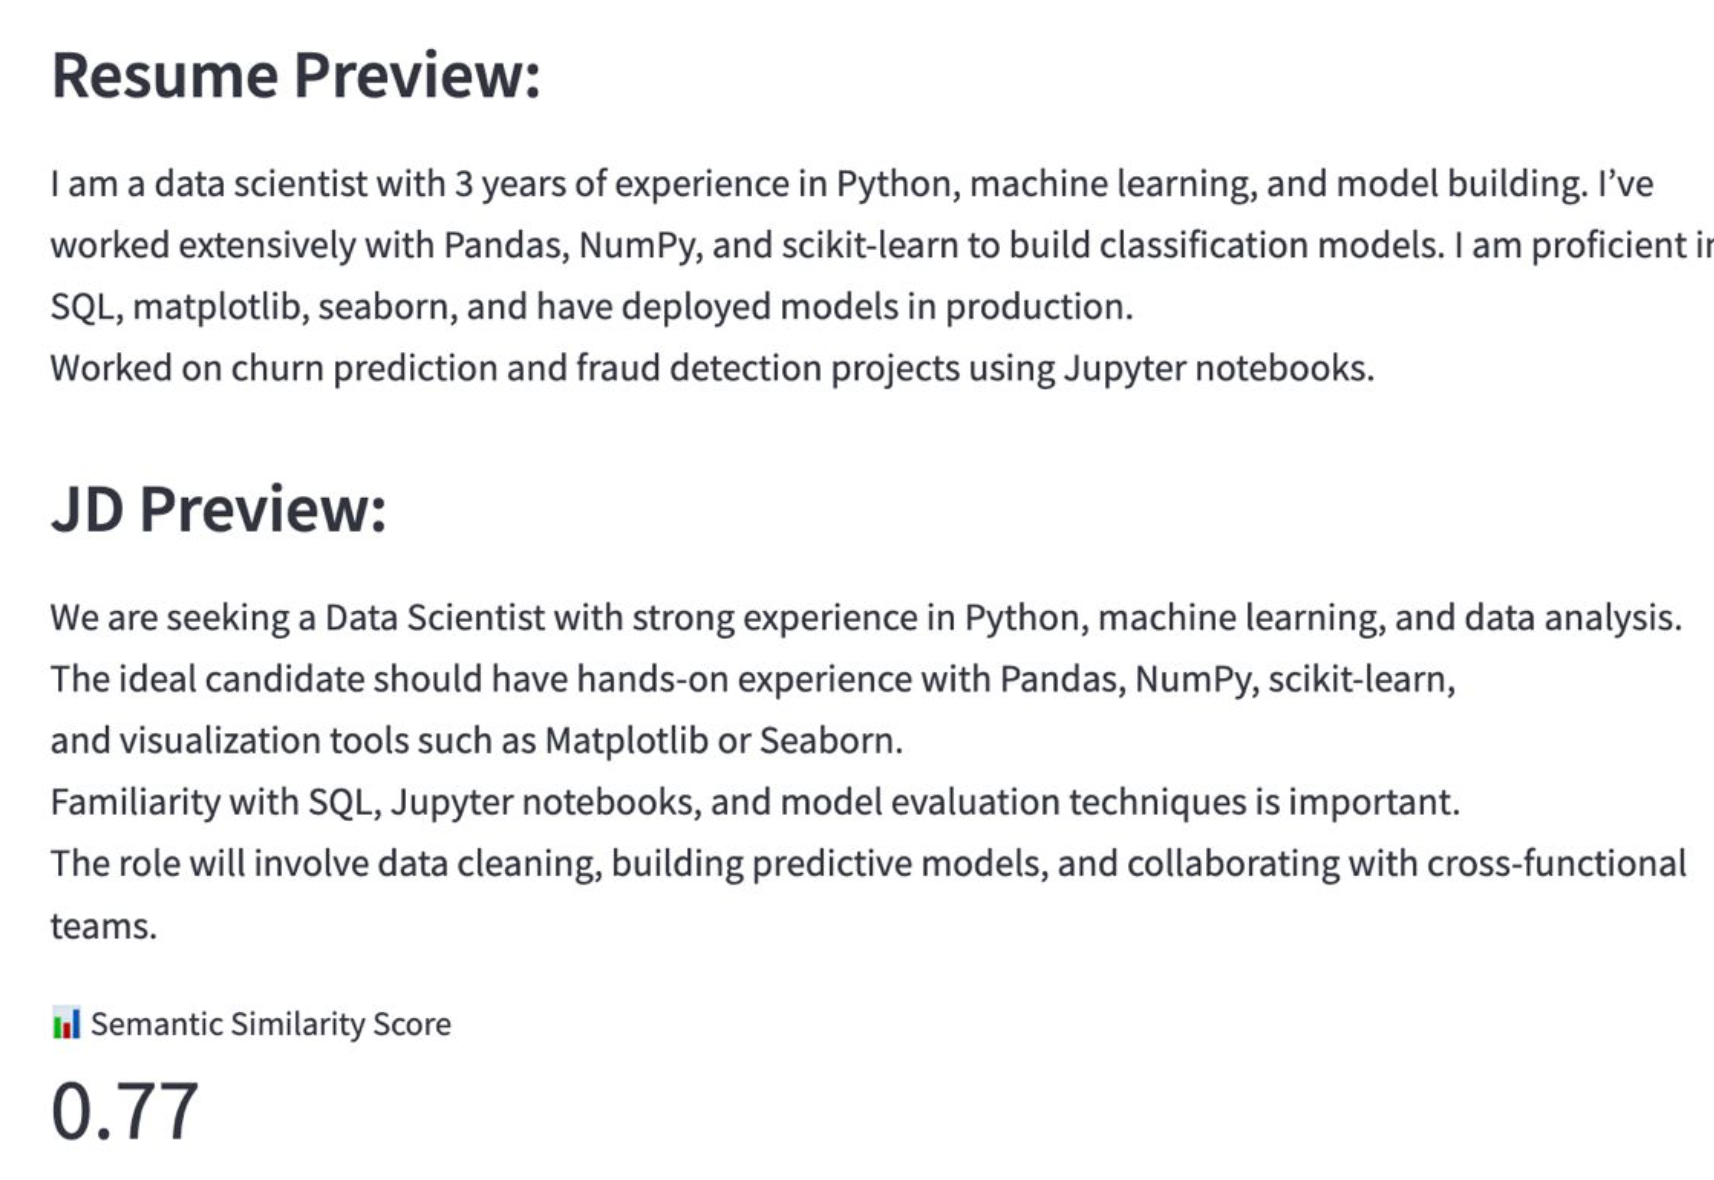 Resume Preview:
I am a data scientist with 3 years of experience in Python, machine learning, and model building. I’ve
worked extensively with Pandas, NumPy, and scikit-learn to build classification models. I am proficient in
SQL, matplotlib, seaborn, and have deployed models in production.
Worked on churn prediction and fraud detection projects using Jupyter notebooks.
JD Preview:
We are seeking a Data Scientist with strong experience in Python, machine learning, and data analysis.
The ideal candidate should have hands-on experience with Pandas, NumPy, scikit-learn,
and visualization tools such as Matplotlib or Seaborn.
Familiarity with SQL, Jupyter notebooks, and model evaluation techniques is important.
The role will involve data cleaning, building predictive models, and collaborating with cross-functional
teams.
Semantic Similarity Score
0.77